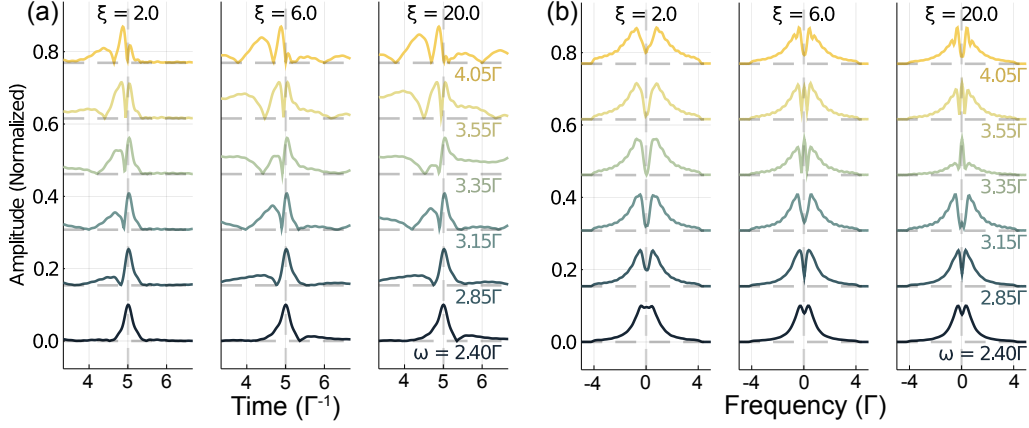 (a) ξ = 2.0 ξ = 6.0 ξ = 20.0 (b) ξ = 2.0 ξ = 6.0 ξ = 20.0
0.8
4.05Γ 4.05Γ
0.6
3.55Γ 3.55Γ
0.4
3.35Γ 3.35Γ
3.15Γ 3.15Γ
0.2
2.85Γ 2.85Γ
0.0
ω = 2.40Γ ω = 2.40Γ
4 5 6 4 5 6 4 5 6 -4 0 4 -4 0 4 -4 0 4
Amplitude (Normalized)
Time (Γ⁻¹) Frequency (Γ)